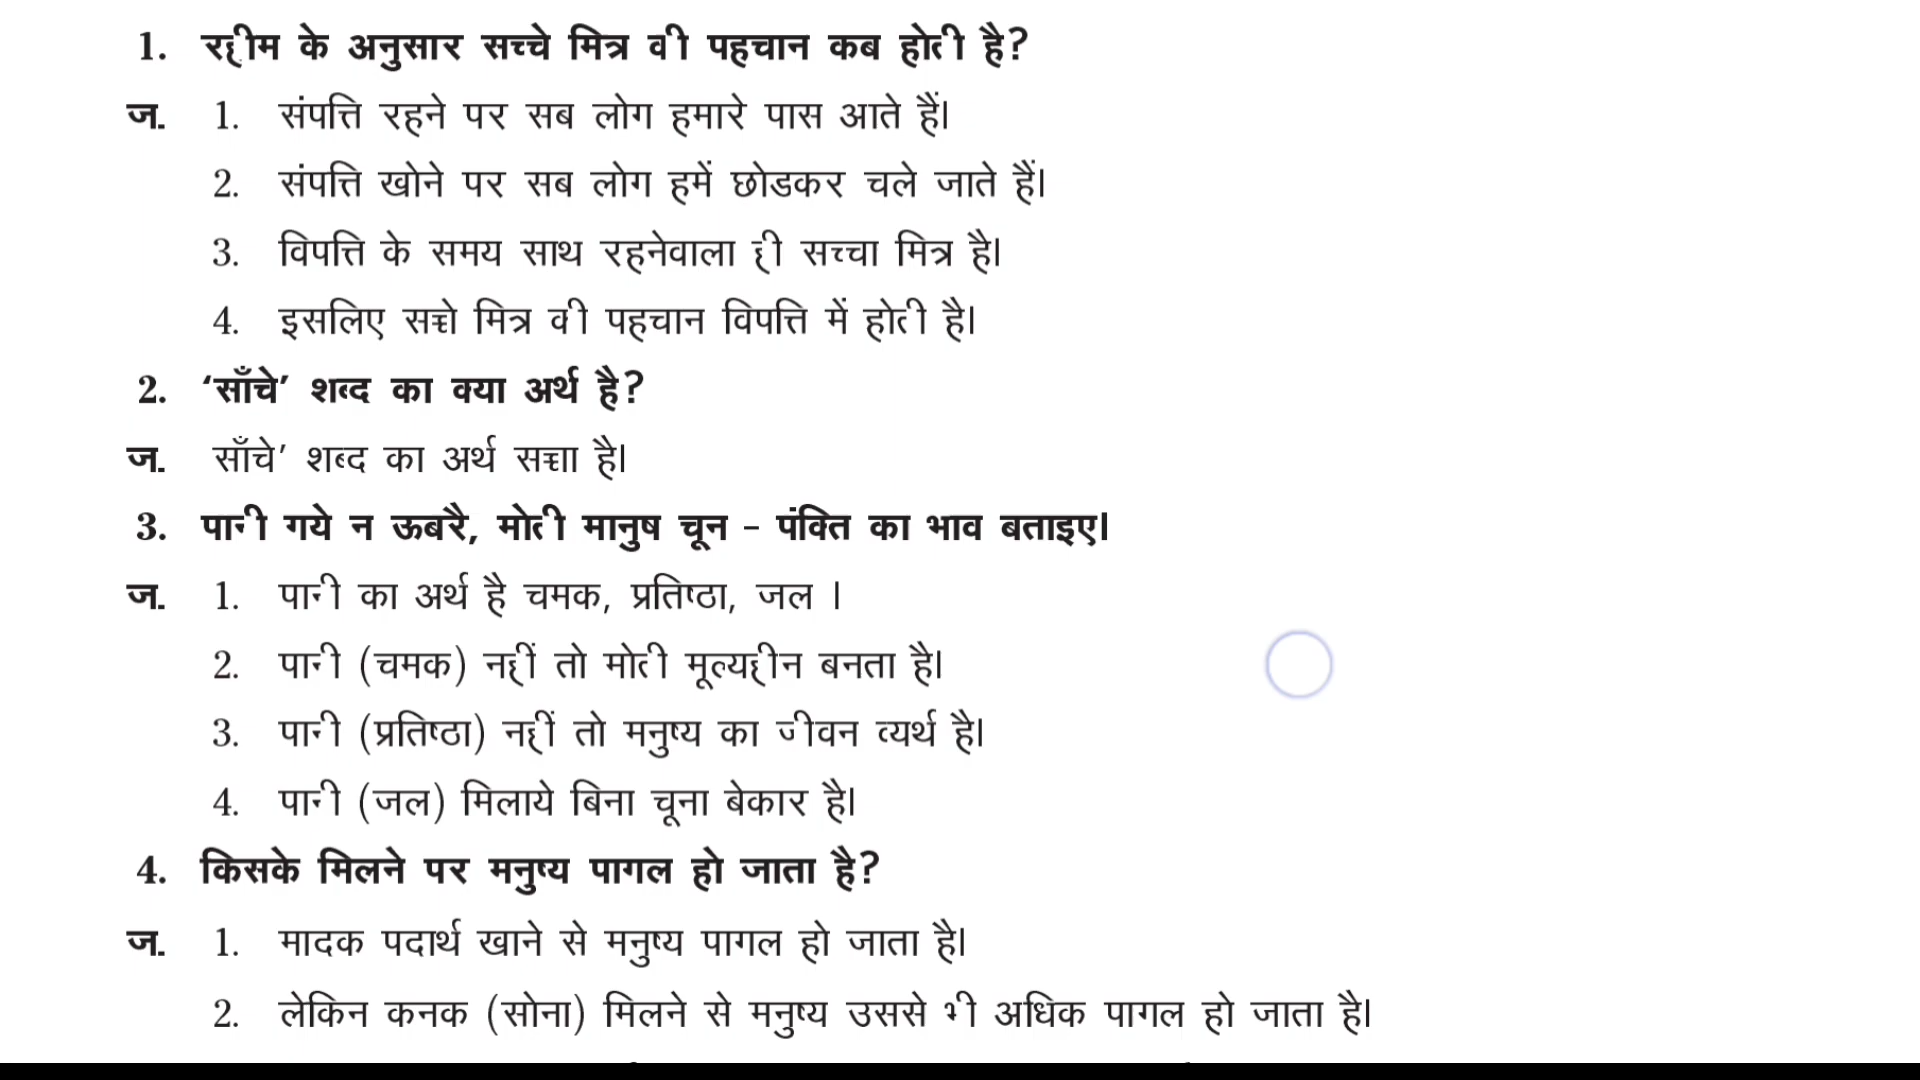 1. रहीम के अनुसार सच्चे मित्र की पहचान कब होती है?
ज. 1. संपत्ति रहने पर सब लोग हमारे पास आते हैं।
2. संपत्ति खोने पर सब लोग हमें छोडकर चले जाते हैं।
3. विपत्ति के समय साथ रहनेवाला ही सच्चा मित्र है।
4. इसलिए सच्चे मित्र की पहचान विपत्ति में होती है।
2. ‘साँचे’ शब्द का क्या अर्थ है?
ज. साँचे’ शब्द का अर्थ सच्चा है।
3. पानी गये न ऊबरै, मोती मानुष चून – पंक्ति का भाव बताइए।
ज. 1. पानी का अर्थ है चमक, प्रतिष्ठा, जल ।
2. पानी (चमक) नहीं तो मोती मूल्यहीन बनता है।
3. पानी (प्रतिष्ठा) नहीं तो मनुष्य का जीवन व्यर्थ है।
4. पानी (जल) मिलाये बिना चूना बेकार है।
4. किसके मिलने पर मनुष्य पागल हो जाता है?
ज. 1. मादक पदार्थ खाने से मनुष्य पागल हो जाता है।
2. लेकिन कनक (सोना) मिलने से मनुष्य उससे भी अधिक पागल हो जाता है।